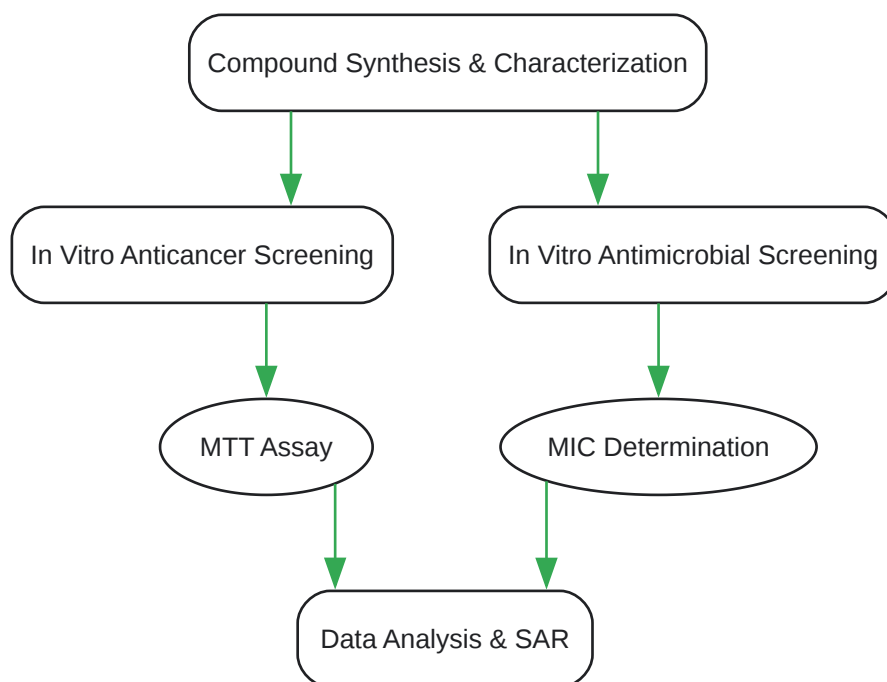 Compound Synthesis & Characterization
In Vitro Anticancer Screening
In Vitro Antimicrobial Screening
MTT Assay
MIC Determination
Data Analysis & SAR